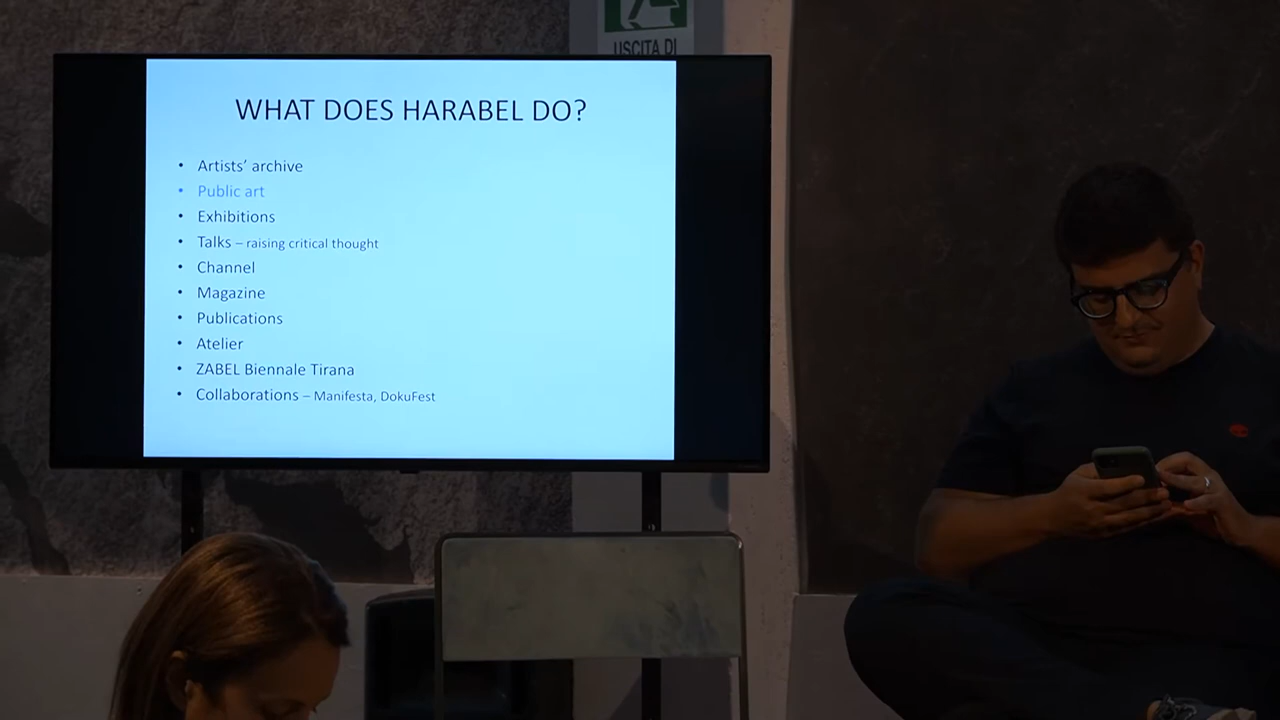 USCITA DI
WHAT DOES HARABEL DO?
• Artists’ archive
• Public art
• Exhibitions
• Talks – raising critical thought
• Channel
• Magazine
• Publications
• Atelier
• ZABEL Biennale Tirana
• Collaborations – Manifesta, DokuFest